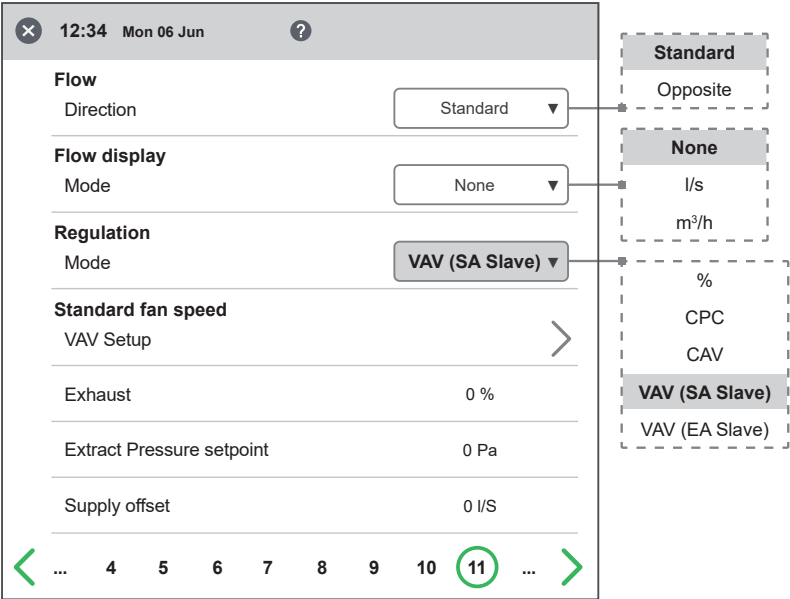 12:34 Mon 06 Jun ?
Flow
Direction Standard ▼
Flow display
Mode None ▼
Regulation
Mode VAV (SA Slave) ▼
Standard fan speed
VAV Setup
Exhaust 0 %
Extract Pressure setpoint 0 Pa
Supply offset 0 l/S
... 4 5 6 7 8 9 10 11 ...
Standard
Opposite
None
l/s
m³/h
%
CPC
CAV
VAV (SA Slave)
VAV (EA Slave)